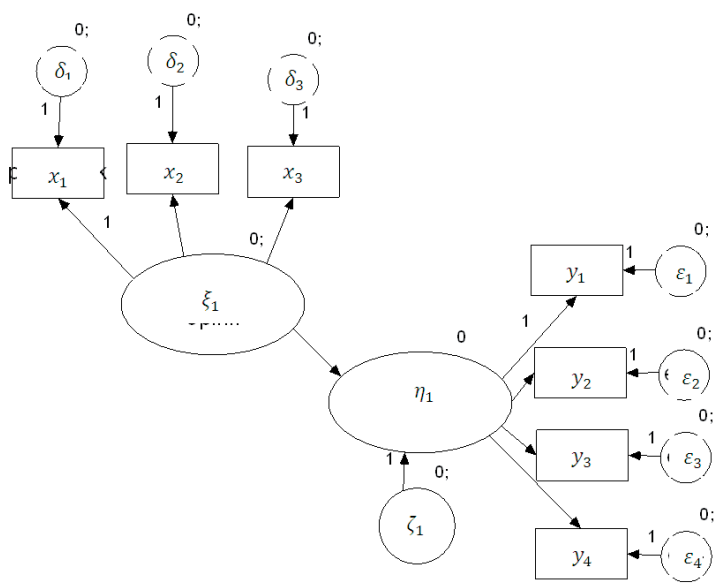 0; 0; 0;
δ₁ δ₂ δ₃
1 1 1
x₁ x₂ x₃
1 0;
ξ₁
0;
1 y₁ ε₁
1
0 0;
1
η₁ y₂ ε₂
0;
1 y₃ ε₃
1 0;
0;
ζ₁ 1
y₄ ε₄